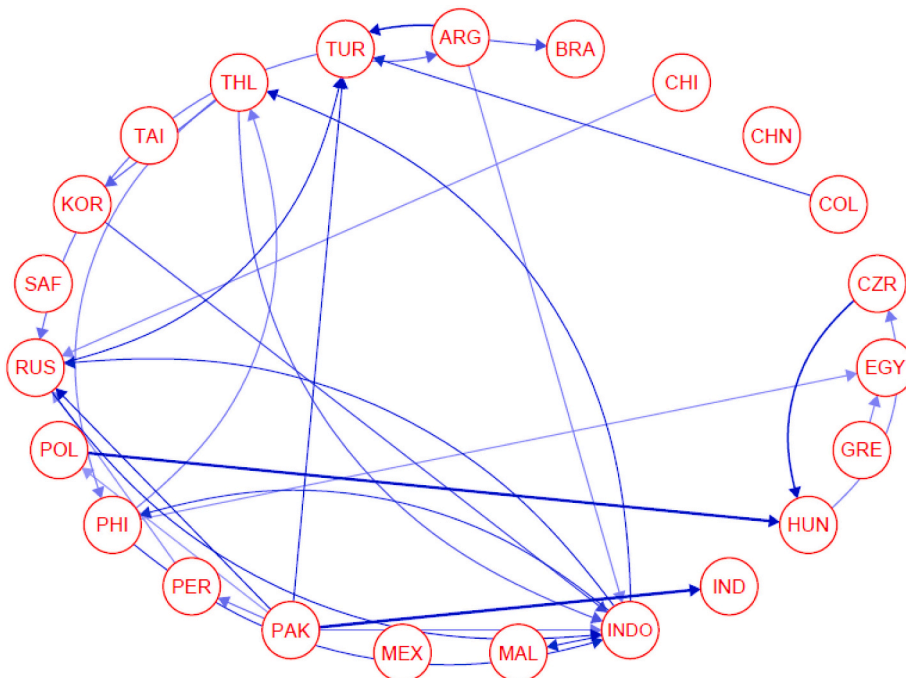 ARG
TUR
BRA
THL
CHI
TAI
CHN
KOR
COL
SAF
CZR
RUS
EGY
POL
GRE
PHI
HUN
PER
IND
PAK
INDO
MEX
MAL